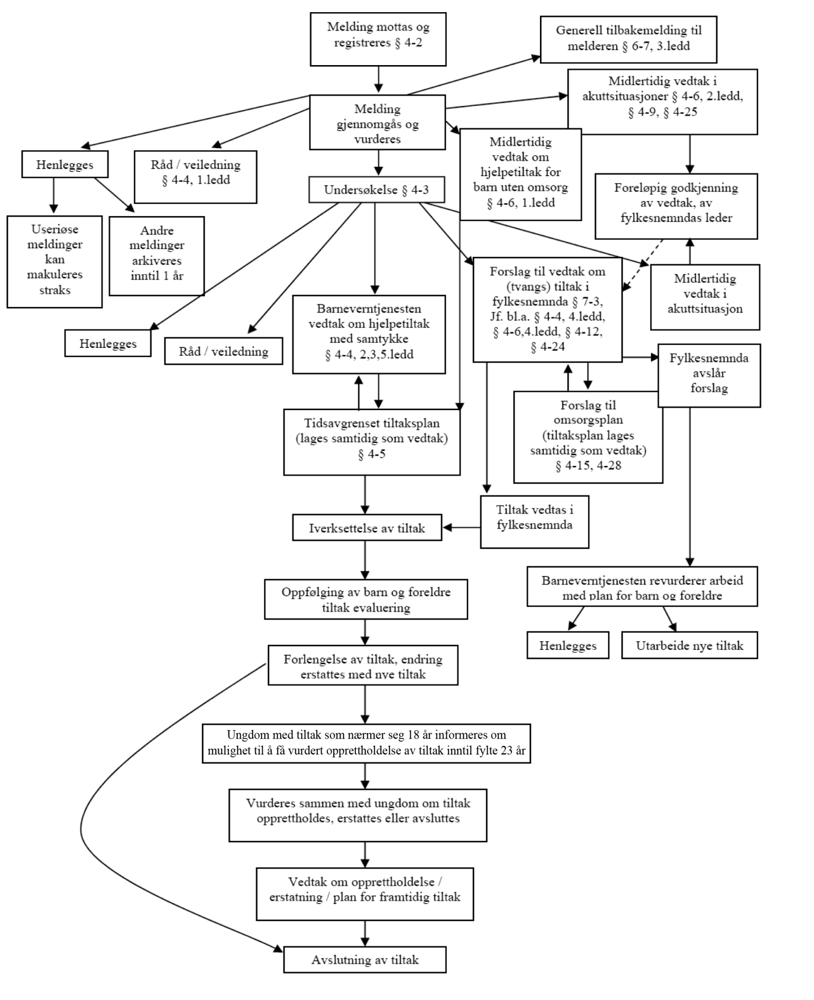 Melding mottas og
registreres § 4-2
Generell tilbakemelding til
melderen § 6-7, 3.ledd
Midlertidig vedtak i
akuttsituasjoner § 4-6, 2.ledd,
§ 4-9, § 4-25
Melding
gjennomgås og
vurderes
Midlertidig
vedtak om
hjelpetiltak for
barn uten omsorg
§ 4-6, 1.ledd
Henlegges
Råd / veiledning
§ 4-4, 1.ledd
Undersøkelse § 4-3
Foreløpig godkjenning
av vedtak, av
fylkesnemndas leder
Useriøse
meldinger
kan
makuleres
straks
Andre
meldinger
arkiveres
inntil 1 år
Forslag til vedtak om
(tvangs) tiltak i
fylkesnemnda § 7-3,
Jf. bl.a. § 4-4, 4.ledd,
§ 4-6,4.ledd, § 4-12,
§ 4-24
Midlertidig
vedtak i
akuttsituasjon
Barneverntjenesten
vedtak om hjelpetiltak
med samtykke
§ 4-4, 2,3,5.ledd
Henlegges
Råd / veiledning
Fylkesnemnda
avslår
forslag
Forslag til
omsorgsplan
(tiltaksplan lages
samtidig som vedtak)
§ 4-15, 4-28
Tidsavgrenset tiltaksplan
(lages samtidig som vedtak)
§ 4-5
Tiltak vedtas i
fylkesnemnda
Iverksettelse av tiltak
Barneverntjenesten revurderer arbeid
med plan for barn og foreldre
Oppfølging av barn og foreldre
tiltak evaluering
Henlegges
Utarbeide nye tiltak
Forlengelse av tiltak, endring
erstattes med nye tiltak
Ungdom med tiltak som nærmer seg 18 år informeres om
mulighet til å få vurdert opprettholdelse av tiltak inntil fylte 23 år
Vurderes sammen med ungdom om tiltak
opprettholdes, erstattes eller avsluttes
Vedtak om opprettholdelse /
erstatning / plan for framtidig tiltak
Avslutning av tiltak